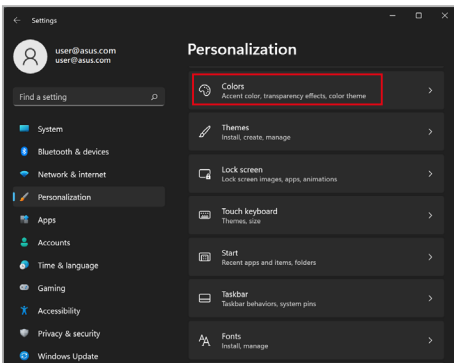 Settings
user@asus.com
user@asus.com
Find a setting
System
Bluetooth & devices
Network & internet
Personalization
Apps
Accounts
Time & language
Gaming
Accessibility
Privacy & security
Windows Update
Personalization
Colors
Accent color, transparency effects, color theme
Themes
Install, create, manage
Lock screen
Lock screen images, apps, animations
Touch keyboard
Themes, size
Start
Recent apps and items, folders
Taskbar
Taskbar behaviors, system pins
Fonts
Install, manage